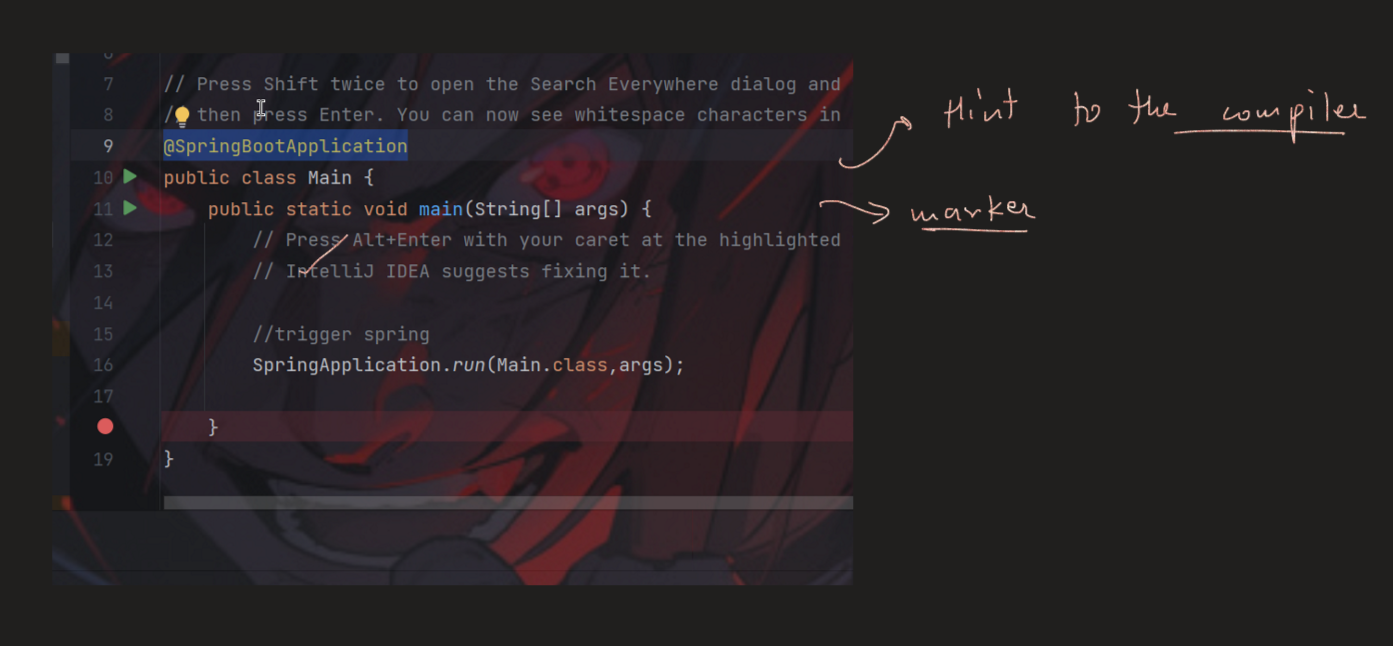 6
7 // Press Shift twice to open the Search Everywhere dialog and
8 // then press Enter. You can now see whitespace characters in
9 @SpringBootApplication
10 public class Main {
11 public static void main(String[] args) {
12 // Press Alt+Enter with your caret at the highlighted
13 // IntelliJ IDEA suggests fixing it.
14
15 //trigger spring
16 SpringApplication.run(Main.class,args);
17
}
19 }
Hint to the compiler
marker